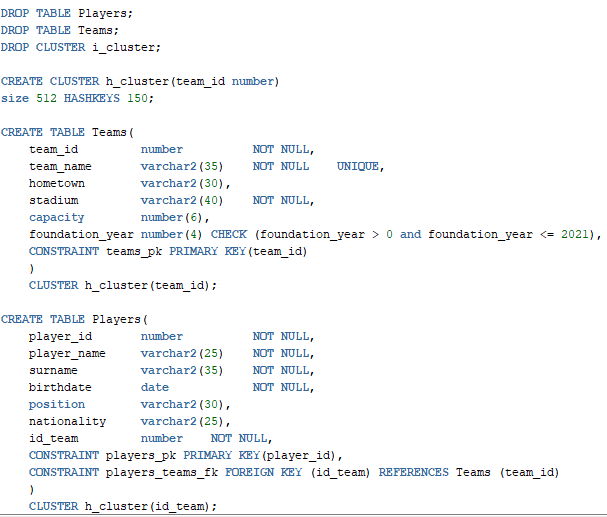 DROP TABLE Players;
DROP TABLE Teams;
DROP CLUSTER i_cluster;
CREATE CLUSTER h_cluster(team_id number)
size 512 HASHKEYS 150;
CREATE TABLE Teams(
team_id number NOT NULL,
team_name varchar2(35) NOT NULL UNIQUE,
hometown varchar2(30),
stadium varchar2(40) NOT NULL,
capacity number(6),
foundation_year number(4) CHECK (foundation_year > 0 and foundation_year <= 2021),
CONSTRAINT teams_pk PRIMARY KEY(team_id)
)
CLUSTER h_cluster(team_id);
CREATE TABLE Players(
player_id number NOT NULL,
player_name varchar2(25) NOT NULL,
surname varchar2(35) NOT NULL,
birthdate date NOT NULL,
position varchar2(30),
nationality varchar2(25),
id_team number NOT NULL,
CONSTRAINT players_pk PRIMARY KEY(player_id),
CONSTRAINT players_teams_fk FOREIGN KEY (id_team) REFERENCES Teams (team_id)
)
CLUSTER h_cluster(id_team);